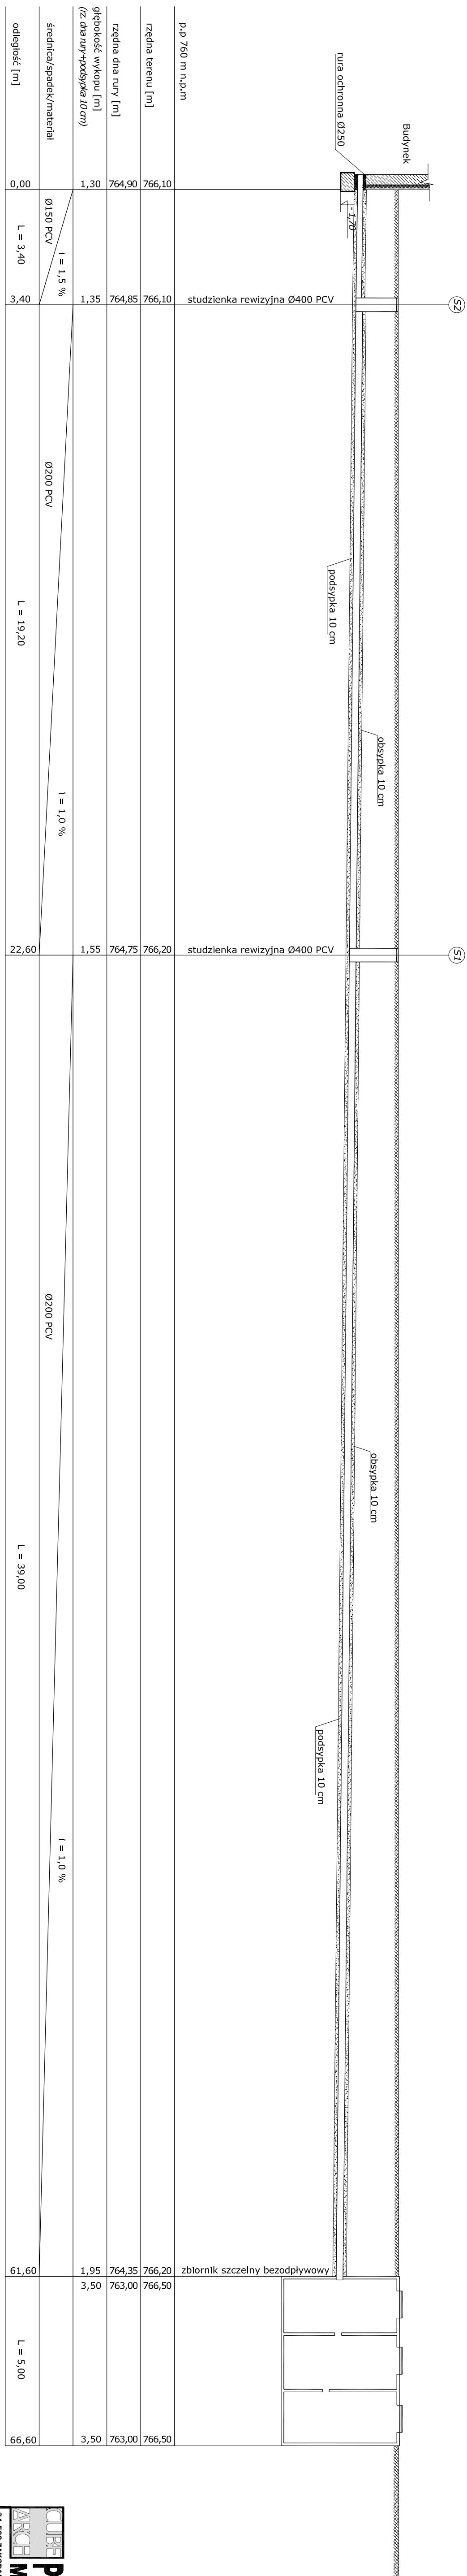 Budynek
rura ochronna Ø250
- 1,70
S2
S1
podsypka 10 cm
obsypka 10 cm
obsypka 10 cm
podsypka 10 cm
p.p 760 m n.p.m
studzienka rewizyjna Ø400 PCV
studzienka rewizyjna Ø400 PCV
zbiornik szczelny bezodpływowy
rzędna terenu [m]
766,10
766,10
766,20
766,20
766,50
766,50
rzędna dna rury [m]
764,90
764,85
764,75
764,35
763,00
763,00
głębokość wykopu [m]
(rz. dna rury+podsypka 10 cm)
1,30
1,35
1,55
1,95
3,50
3,50
średnica/spadek/materiał
Ø150 PCV
i = 1,5 %
Ø200 PCV
i = 1,0 %
Ø200 PCV
i = 1,0 %
odległość [m]
0,00
L = 3,40
3,40
L = 19,20
22,60
L = 39,00
61,60
L = 5,00
66,60
CUBE
ARCE